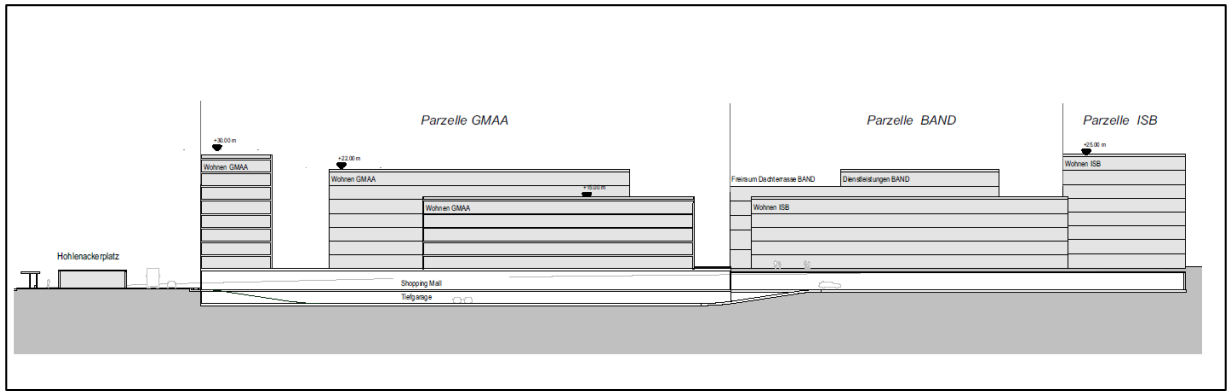 Parzelle GMAA
Parzelle BAND
Parzelle ISB
+30.00 m
+22.00 m
+25.00 m
Wohnen GMAA
Wohnen GMAA
Freiraum Dachterrasse BAND
Dienstleistungen BAND
Wohnen ISB
Wohnen GMAA
Wohnen ISB
Hohlenackerplatz
Shopping Mall
Tiefgarage